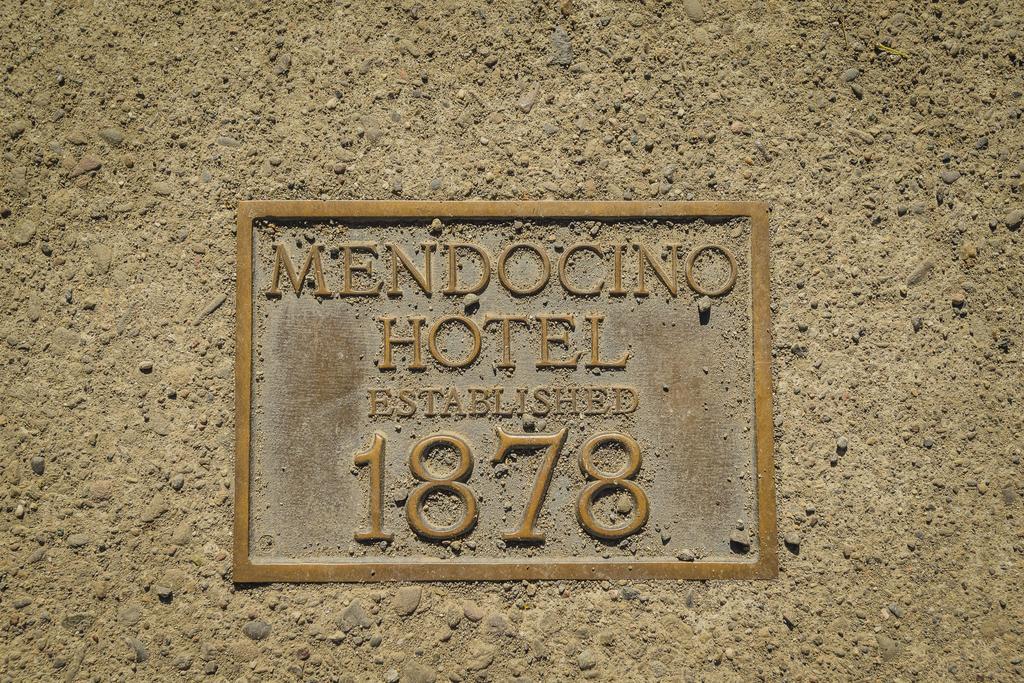 MENDOCINO
HOTEL
ESTABLISHED
1878